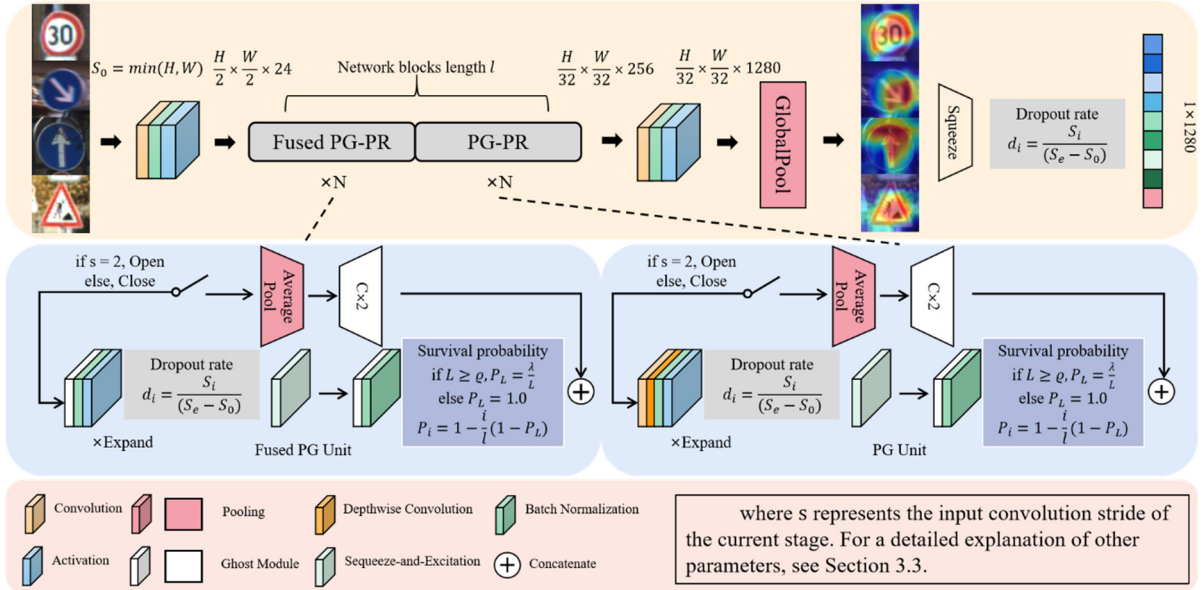 30
S₀ = min(H, W)
H/2 × W/2 × 24
Network blocks length l
H/32 × W/32 × 256
H/32 × W/32 × 1280
Fused PG-PR
PG-PR
×N
×N
GlobalPool
Squeeze
Dropout rate
dᵢ = Sᵢ/(Sₑ − S₀)
1×1280
if s = 2, Open
else, Close
Average
Pool
C×2
Dropout rate
dᵢ = Sᵢ/(Sₑ − S₀)
Survival probability
if L ≥ ϱ, P_L = λ/L
else P_L = 1.0
Pᵢ = 1 − i/l (1 − P_L)
×Expand
Fused PG Unit
if s = 2, Open
else, Close
Average
Pool
C×2
Dropout rate
dᵢ = Sᵢ/(Sₑ − S₀)
Survival probability
if L ≥ ϱ, P_L = λ/L
else P_L = 1.0
Pᵢ = 1 − i/l (1 − P_L)
×Expand
PG Unit
Convolution
Pooling
Depthwise Convolution
Batch Normalization
Activation
Ghost Module
Sequeeze-and-Excitation
Concatenate
where s represents the input convolution stride of
the current stage. For a detailed explanation of other
parameters, see Section 3.3.